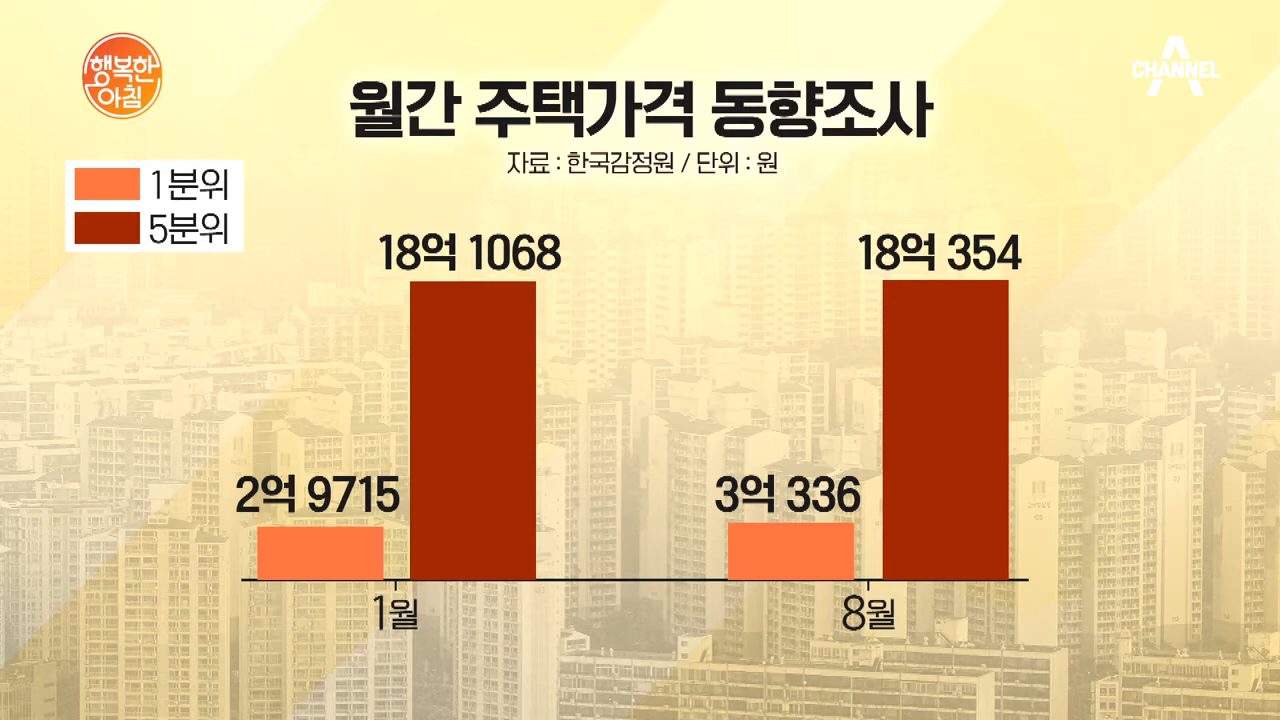 행복한
아침
CHANNEL A
월간 주택가격 동향조사
자료 : 한국감정원 / 단위 : 원
1분위
5분위
18억 1068
18억 354
2억 9715
3억 336
1월
8월